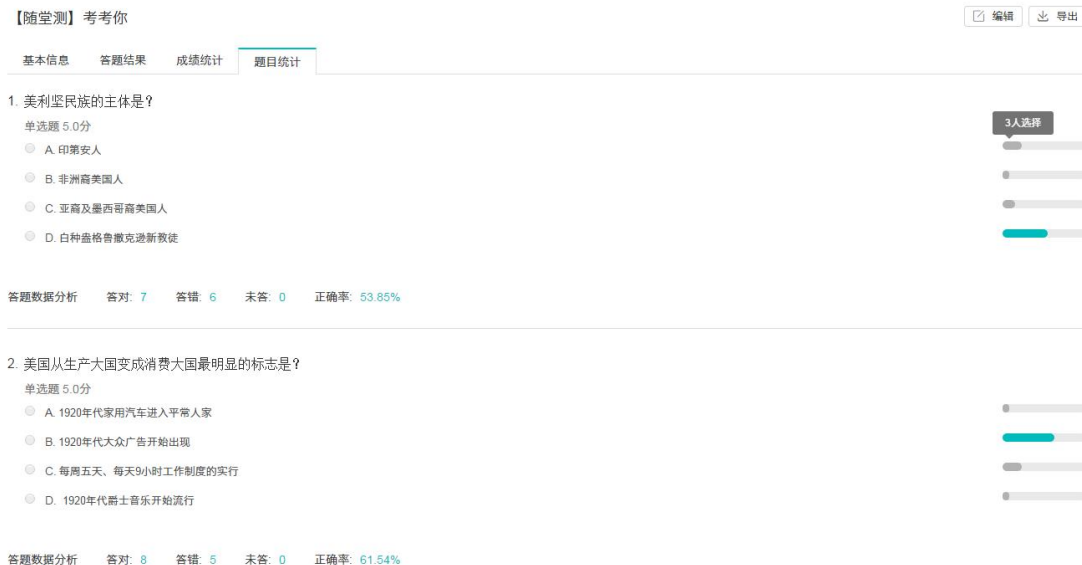 【随堂测】考考你
编辑 导出
基本信息 答题结果 成绩统计 题目统计
1. 美利坚民族的主体是？
单选题 5.0分
3人选择
A. 印第安人
B. 非洲裔美国人
C. 亚裔及墨西哥裔美国人
D. 白种盎格鲁撒克逊新教徒
答题数据分析 答对: 7 答错: 6 未答: 0 正确率: 53.85%
2. 美国从生产大国变成消费大国最明显的标志是？
单选题 5.0分
A. 1920年代家用汽车进入平常人家
B. 1920年代大众广告开始出现
C. 每周五天、每天9小时工作制度的实行
D. 1920年代爵士音乐开始流行
答题数据分析 答对: 8 答错: 5 未答: 0 正确率: 61.54%